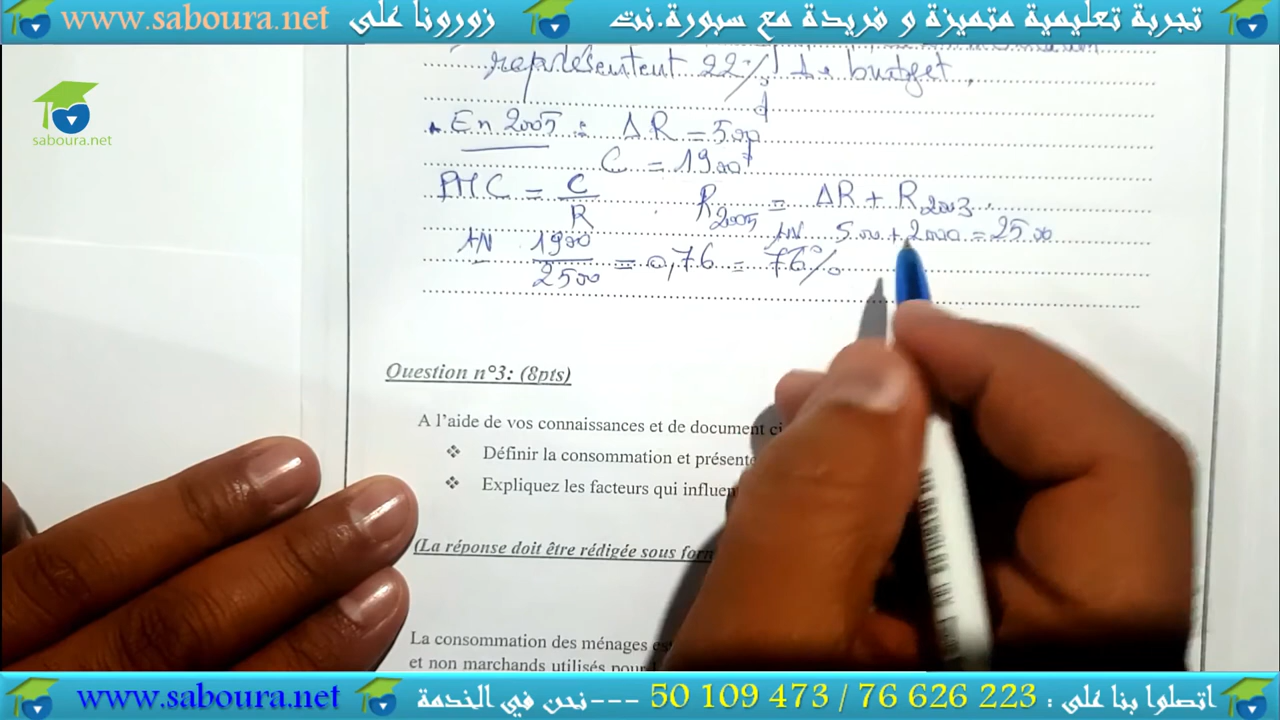 www.saboura.net زورونا على تجربة تعليمية متميزة و فريدة مع سبورة.نت
saboura.net
représentent 22% budget.
En 2005 : ΔR = 500
C = 1900
PMC = C/R R2005 = ΔR + R2003.
AN 500 + 2000 = 2500
AN 1900/2500 = 0,76 = 76%
Question n°3: (8pts)
A l'aide de vos connaissances et de document ci
❖ Définir la consommation et présente
❖ Expliquez les facteurs qui influen
(La réponse doit être rédigée sous form
La consommation des ménages es
et non marchands utilisés pour
www.saboura.net اتصلوا بنا على : 223 626 76 / 473 109 50 ---نحن في الخدمة